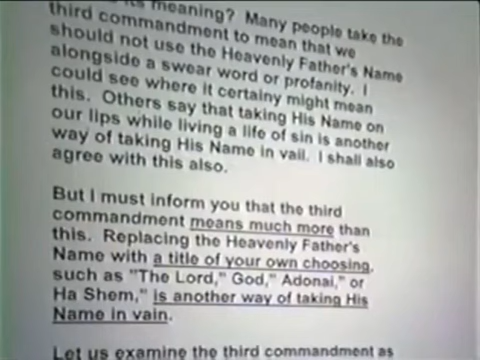 its meaning? Many people take the
third commandment to mean that we
should not use the Heavenly Father's Name
alongside a swear word or profanity. I
could see where it certainy might mean
this. Others say that taking His Name on
our lips while living a life of sin is another
way of taking His Name in vail. I shall also
agree with this also.
But I must inform you that the third
commandment means much more than
this. Replacing the Heavenly Father's
Name with a title of your own choosing,
such as "The Lord," God," Adonai," or
Ha Shem," is another way of taking His
Name in vain.
Let us examine the third commandment as